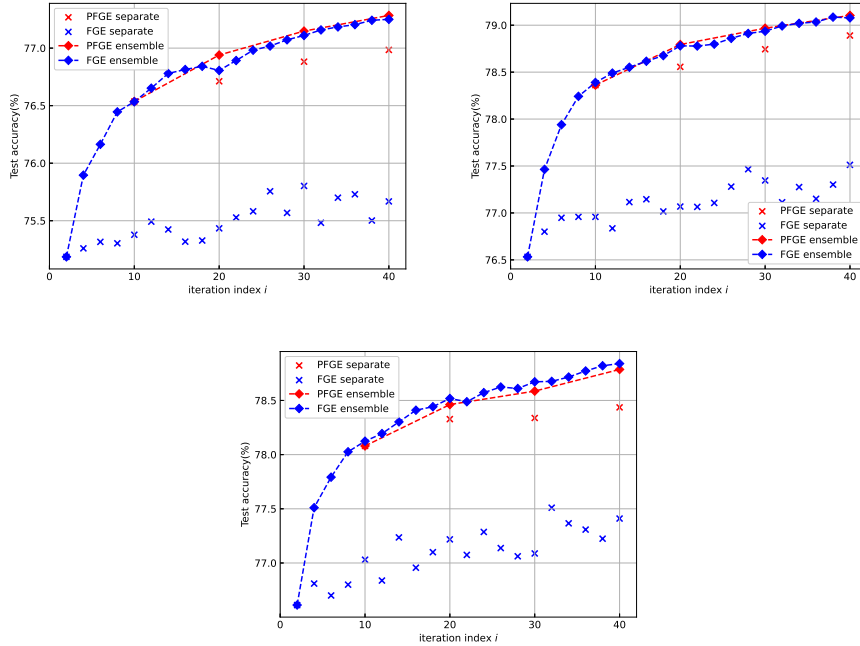 PFGE separate
FGE separate
PFGE ensemble
FGE ensemble
Test accuracy(%)
77.0
76.5
76.0
75.5
0 10 20 30 40
iteration index i
79.0
78.5
78.0
77.5
77.0
76.5
Test accuracy(%)
PFGE separate
FGE separate
PFGE ensemble
FGE ensemble
0 10 20 30 40
iteration index i
PFGE separate
FGE separate
PFGE ensemble
FGE ensemble
Test accuracy(%)
78.5
78.0
77.5
77.0
0 10 20 30 40
iteration index i